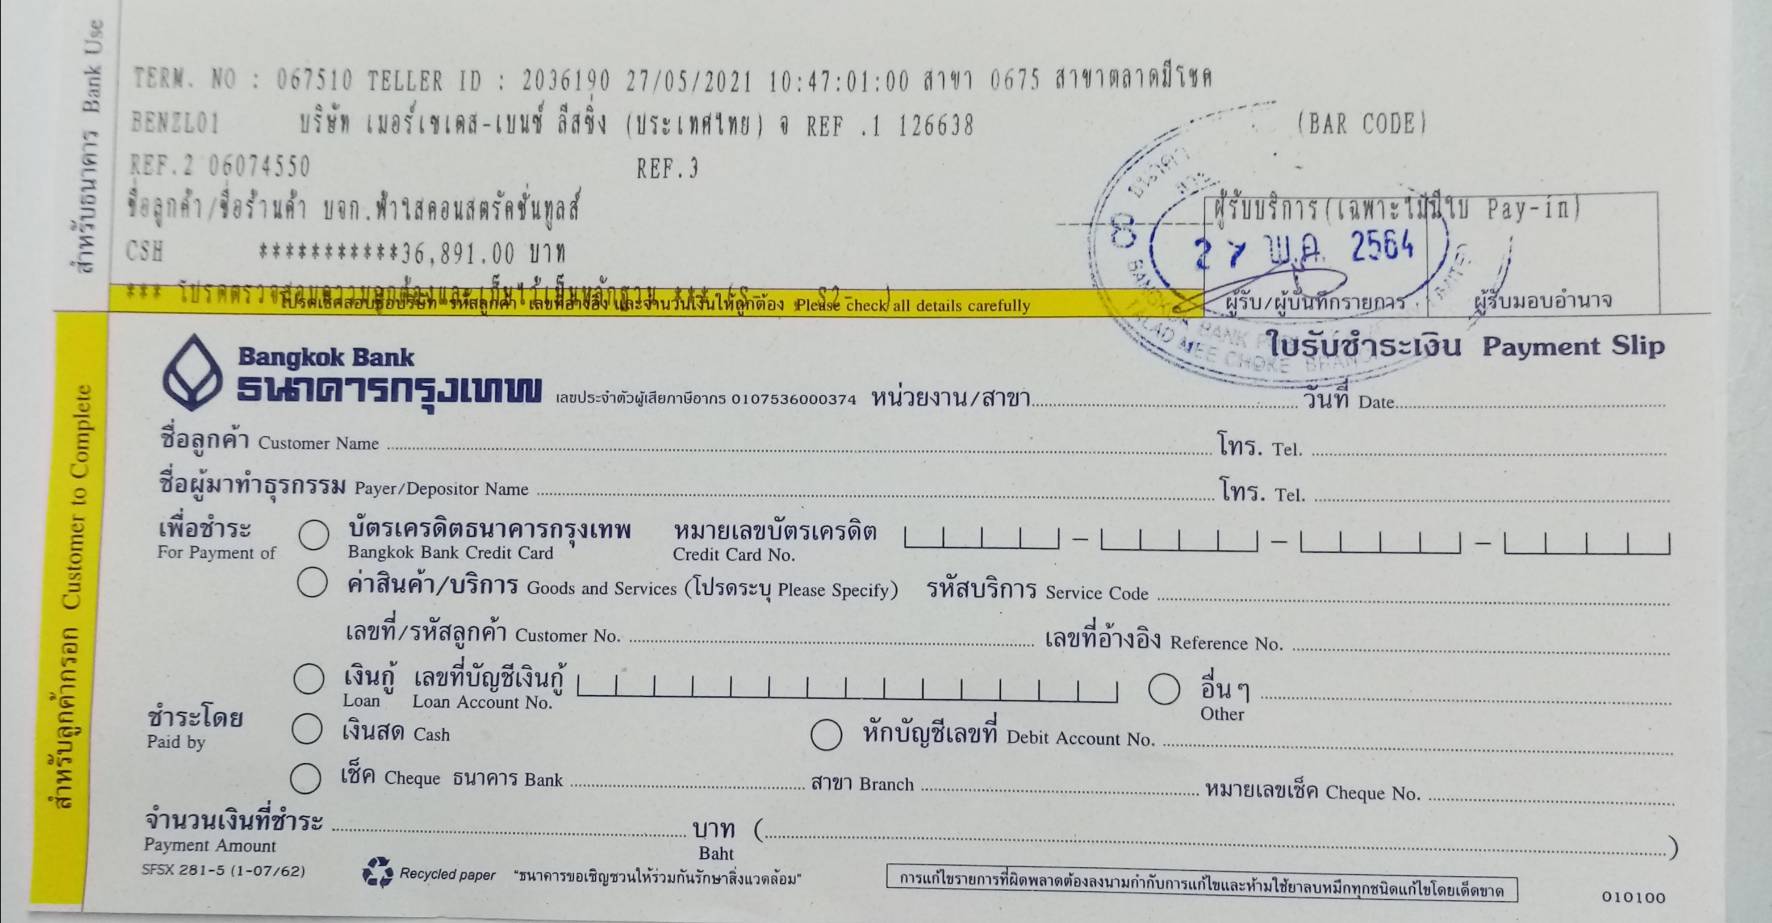 สำหรับธนาคาร Bank Use
TERM. NO : 067510 TELLER ID : 2036190 27/05/2021 10:47:01:00 สาขา 0675 สาขาตลาดมีโชค
BENZL01 บริษัท เมอร์เซเดส-เบนซ์ ลีสซิ่ง (ประเทศไทย) จ REF .1 126638 (BAR CODE)
REF.2 06074550 REF.3
ชื่อลูกค้า/ชื่อร้านค้า บจก.ฟ้าใสคอนสตรัคชั่นทูลส์ ผู้รับบริการ(เฉพาะไม่มีใบ Pay-in)
CSH ***********36,891.00 บาท
27 พ.ค. 2564
*** โปรดตรวจสอบความถูกต้องและเก็บไว้เป็นหลักฐาน ***
โปรดเช็คสอบชื่อบริษัท รหัสลูกค้า เลขที่อ้างอิง และจำนวนเงินให้ถูกต้อง Please check all details carefully
ผู้รับ/ผู้บันทึกรายการ ผู้รับมอบอำนาจ
TALAD MEE CHOKE BRANCH
ใบรับชำระเงิน Payment Slip
สำหรับลูกค้ากรอก Customer to Complete
Bangkok Bank
ธนาคารกรุงเทพ เลขประจำตัวผู้เสียภาษีอากร 0107536000374 หน่วยงาน/สาขา วันที่ Date
ชื่อลูกค้า Customer Name โทร. Tel.
ชื่อผู้มาทำธุรกรรม Payer/Depositor Name โทร. Tel.
เพื่อชำระ บัตรเครดิตธนาคารกรุงเทพ หมายเลขบัตรเครดิต
For Payment of Bangkok Bank Credit Card Credit Card No.
ค่าสินค้า/บริการ Goods and Services (โปรดระบุ Please Specify) รหัสบริการ Service Code
เลขที่/รหัสลูกค้า Customer No. เลขที่อ้างอิง Reference No.
เงินกู้ เลขที่บัญชีเงินกู้ อื่น ๆ
Loan Loan Account No. Other
ชำระโดย เงินสด Cash หักบัญชีเลขที่ Debit Account No.
Paid by
เช็ค Cheque ธนาคาร Bank สาขา Branch หมายเลขเช็ค Cheque No.
จำนวนเงินที่ชำระ บาท ( )
Payment Amount Baht
SFSX 281-5 (1-07/62) Recycled paper "ธนาคารขอเชิญชวนให้ร่วมกันรักษาสิ่งแวดล้อม" การแก้ไขรายการที่ผิดพลาดต้องลงนามกำกับการแก้ไขและห้ามใช้ยาลบหมึกทุกชนิดแก้ไขโดยเด็ดขาด 010100